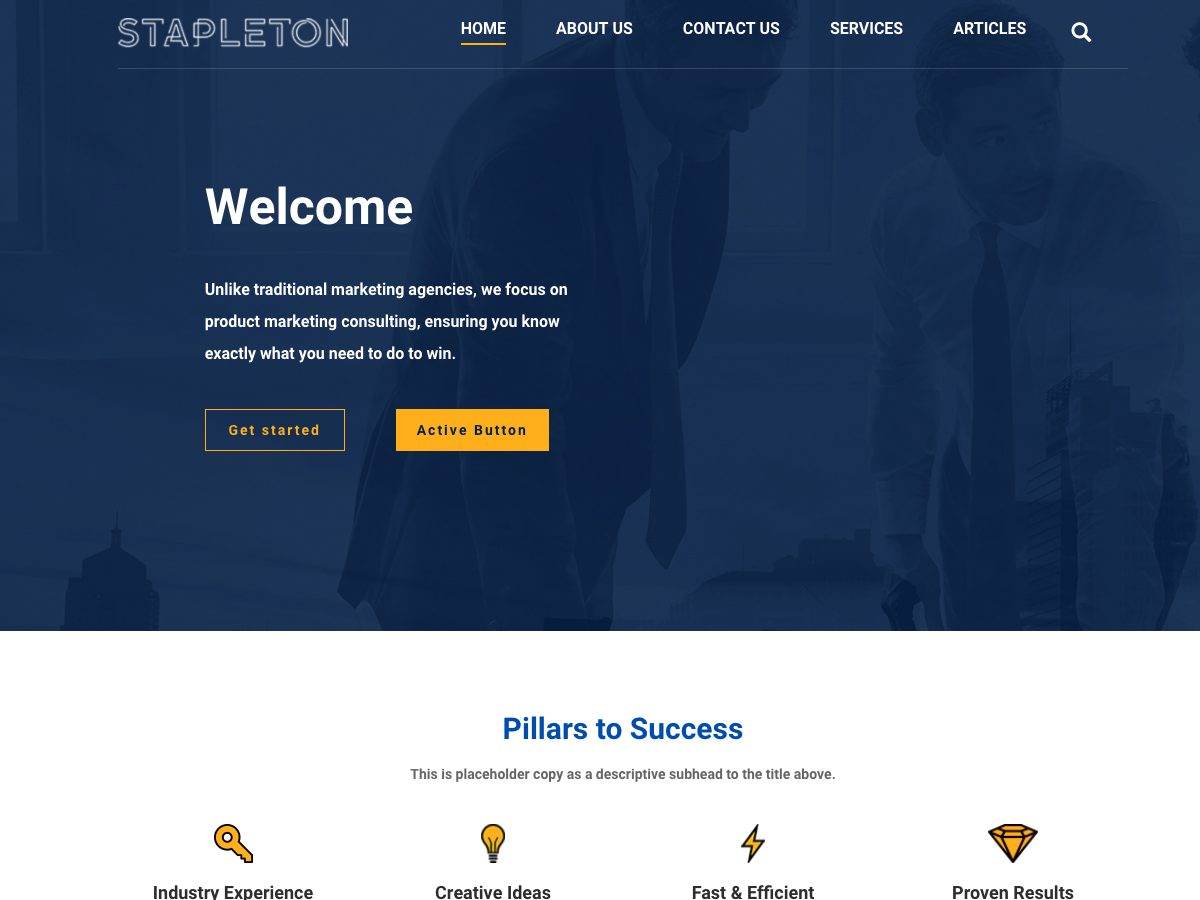 STAPLETON
HOME
ABOUT US
CONTACT US
SERVICES
ARTICLES
Welcome
Unlike traditional marketing agencies, we focus on
product marketing consulting, ensuring you know
exactly what you need to do to win.
Get started
Active Button
Pillars to Success
This is placeholder copy as a descriptive subhead to the title above.
Industry Experience
Creative Ideas
Fast & Efficient
Proven Results